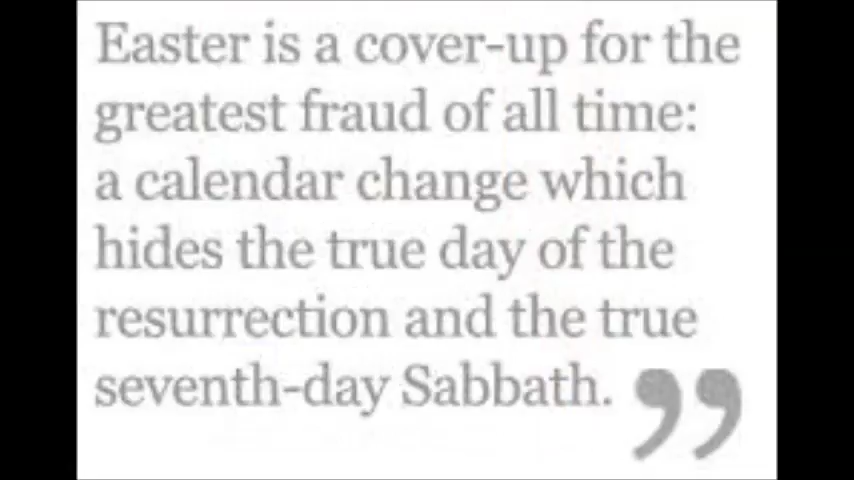 Easter is a cover-up for the
greatest fraud of all time:
a calendar change which
hides the true day of the
resurrection and the true
seventh-day Sabbath. ”